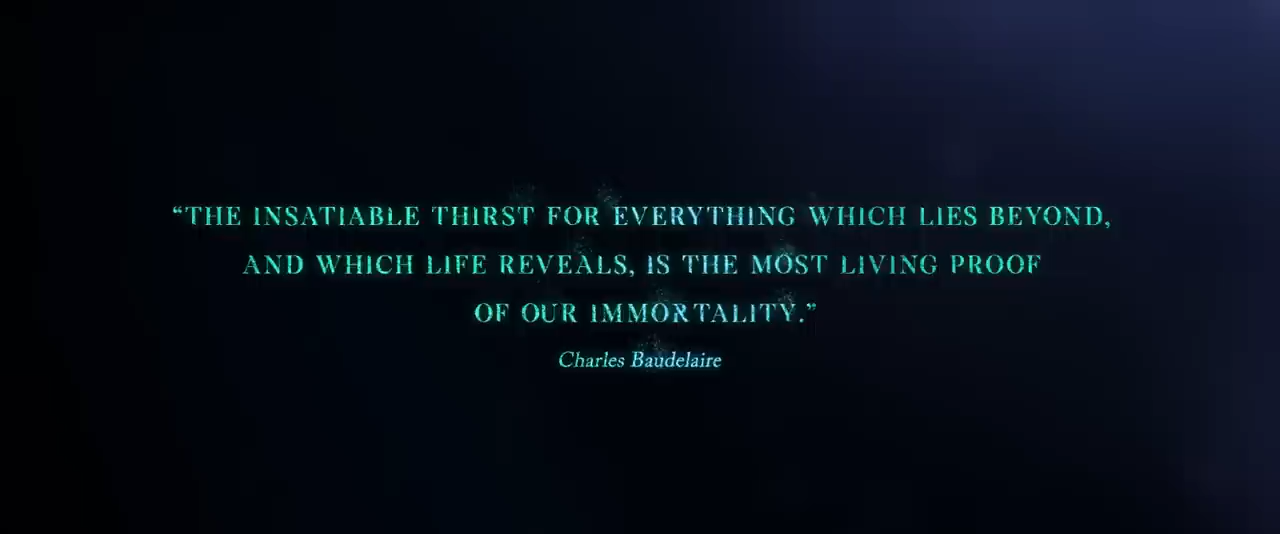 “THE INSATIABLE THIRST FOR EVERYTHING WHICH LIES BEYOND,
AND WHICH LIFE REVEALS, IS THE MOST LIVING PROOF
OF OUR IMMORTALITY.”
Charles Baudelaire